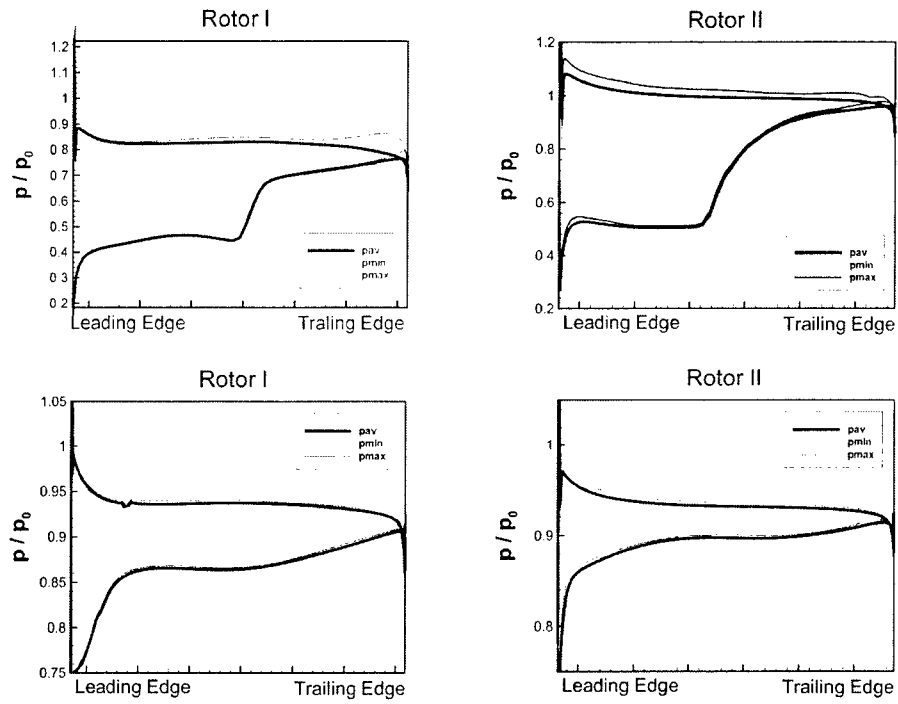 Rotor I
Rotor II
1.2
1.1
1
0.9
0.8
0.7
0.6
0.5
0.4
0.3
0 2
p / p0
pav
pmin
pmax
Leading Edge
Trailing Edge
1.2
1
0.8
0.6
0 4
0.2
p / p0
pav
pmin
pmax
Leading Edge
Trailing Edge
Rotor I
Rotor II
1.05
1
0.95
0.9
0.85
0.8
0.75
p / p0
pav
pmin
pmax
Leading Edge
Trailing Edge
1
0.9
0.8
p / p0
pav
pmin
pmax
Leading Edge
Trailing Edge